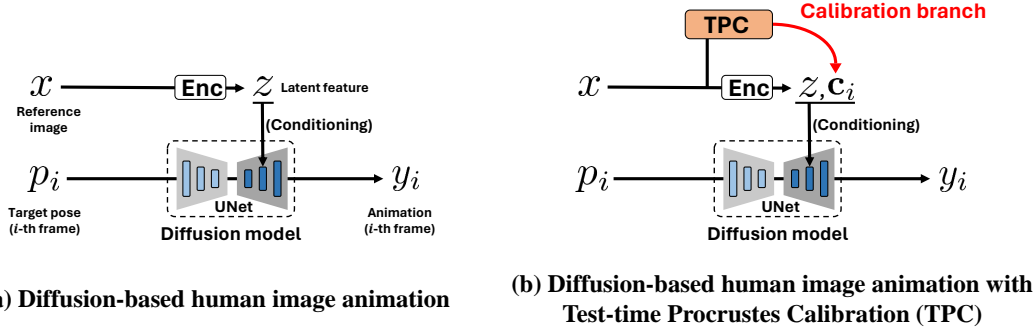 x
Enc
z
Latent feature
Reference
image
(Conditioning)
p_i
y_i
UNet
Target pose
(i-th frame)
Animation
(i-th frame)
Diffusion model
a) Diffusion-based human image animation
Calibration branch
TPC
x
Enc
z, c_i
(Conditioning)
p_i
y_i
UNet
Diffusion model
(b) Diffusion-based human image animation with
Test-time Procrustes Calibration (TPC)